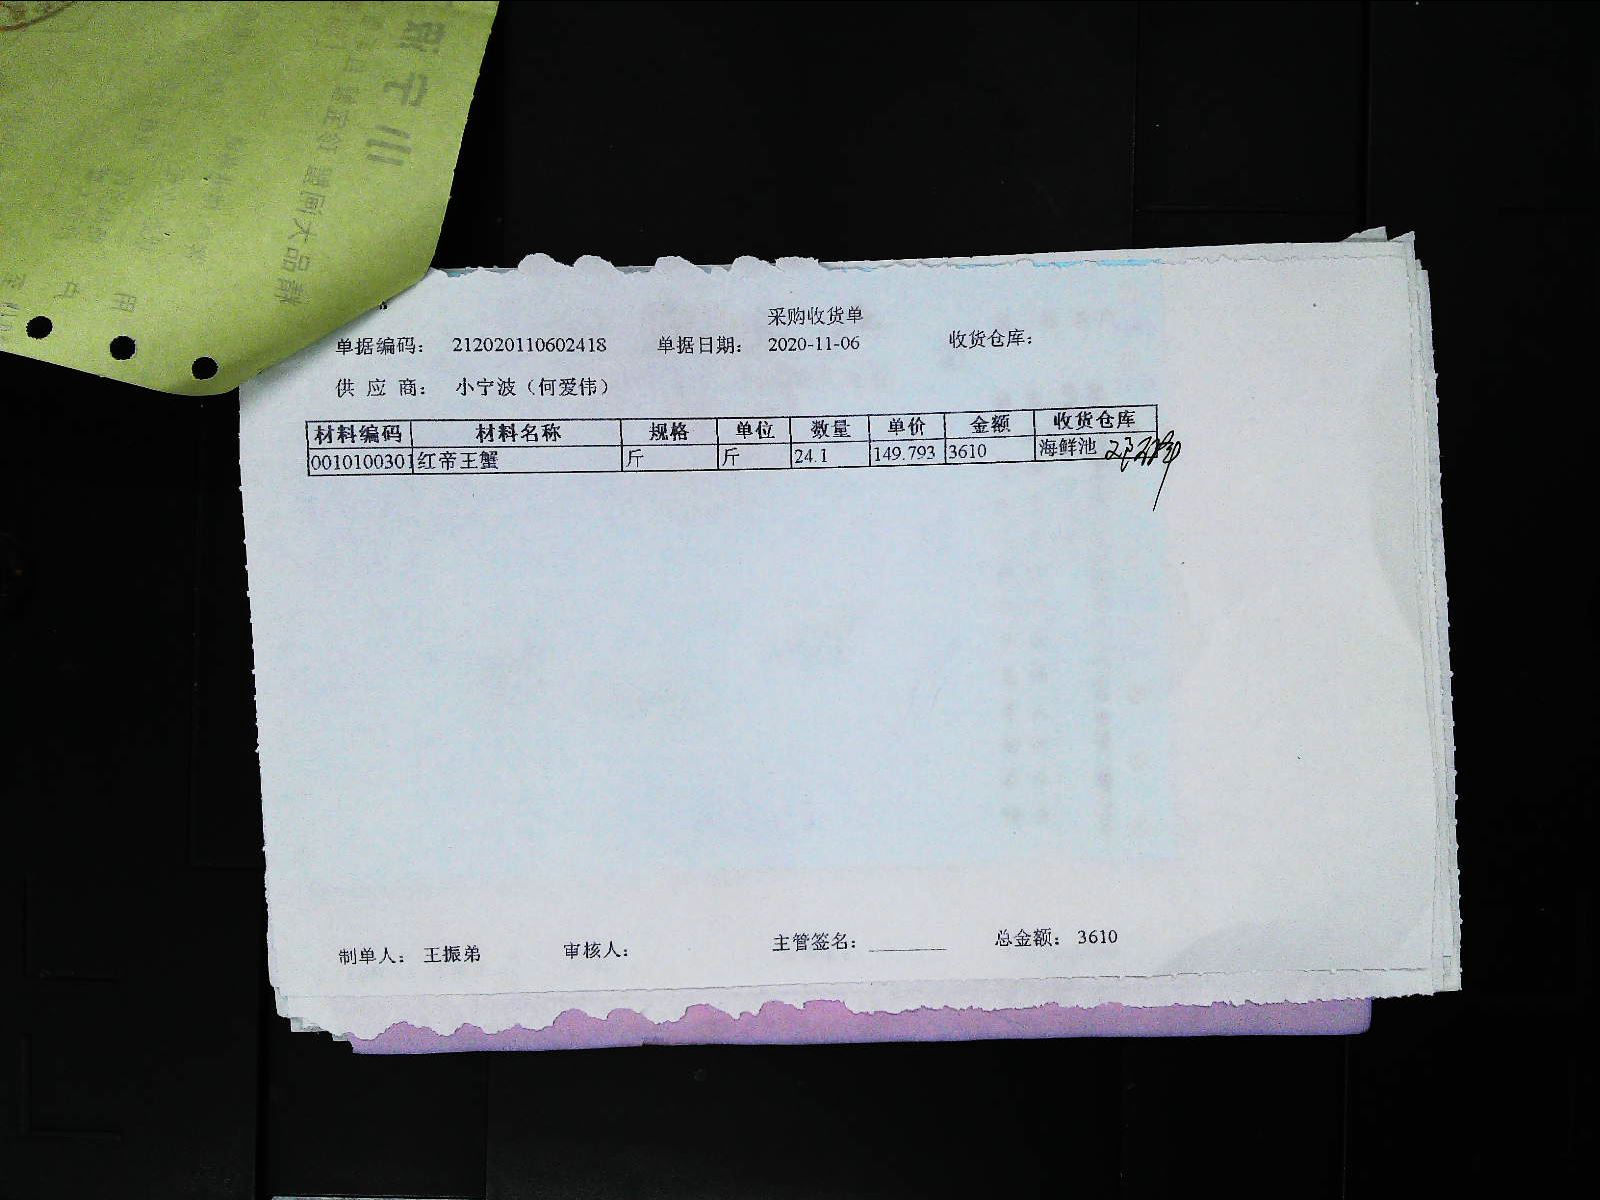 采购收货单
单据编码： 212020110602418 单据日期： 2020-11-06 收货仓库：
供 应 商： 小宁波（何爱伟）
材料编码 材料名称 规格 单位 数量 单价 金额 收货仓库
0010100301 红帝王蟹 斤 斤 24.1 149.793 3610 海鲜池
制单人： 王振弟 审核人： 主管签名： ________ 总金额： 3610